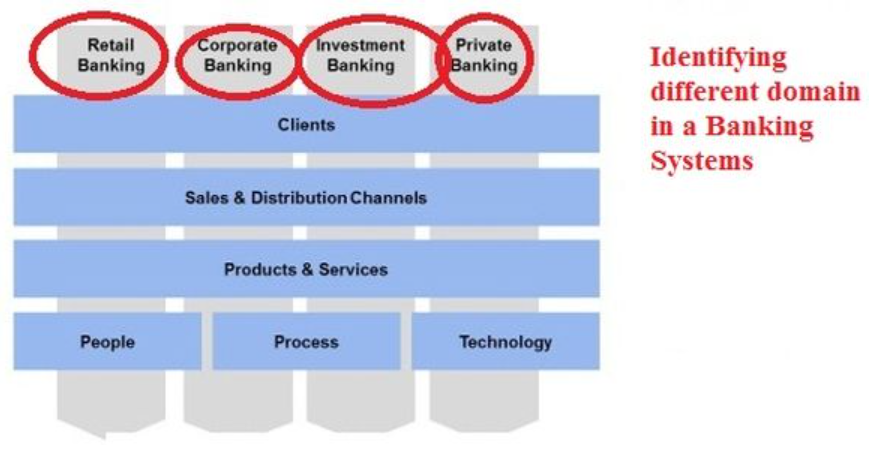 Retail
Banking
Corporate
Banking
Investment
Banking
Private
Banking
Identifying
different domain
in a Banking
Systems
Clients
Sales & Distribution Channels
Products & Services
People
Process
Technology